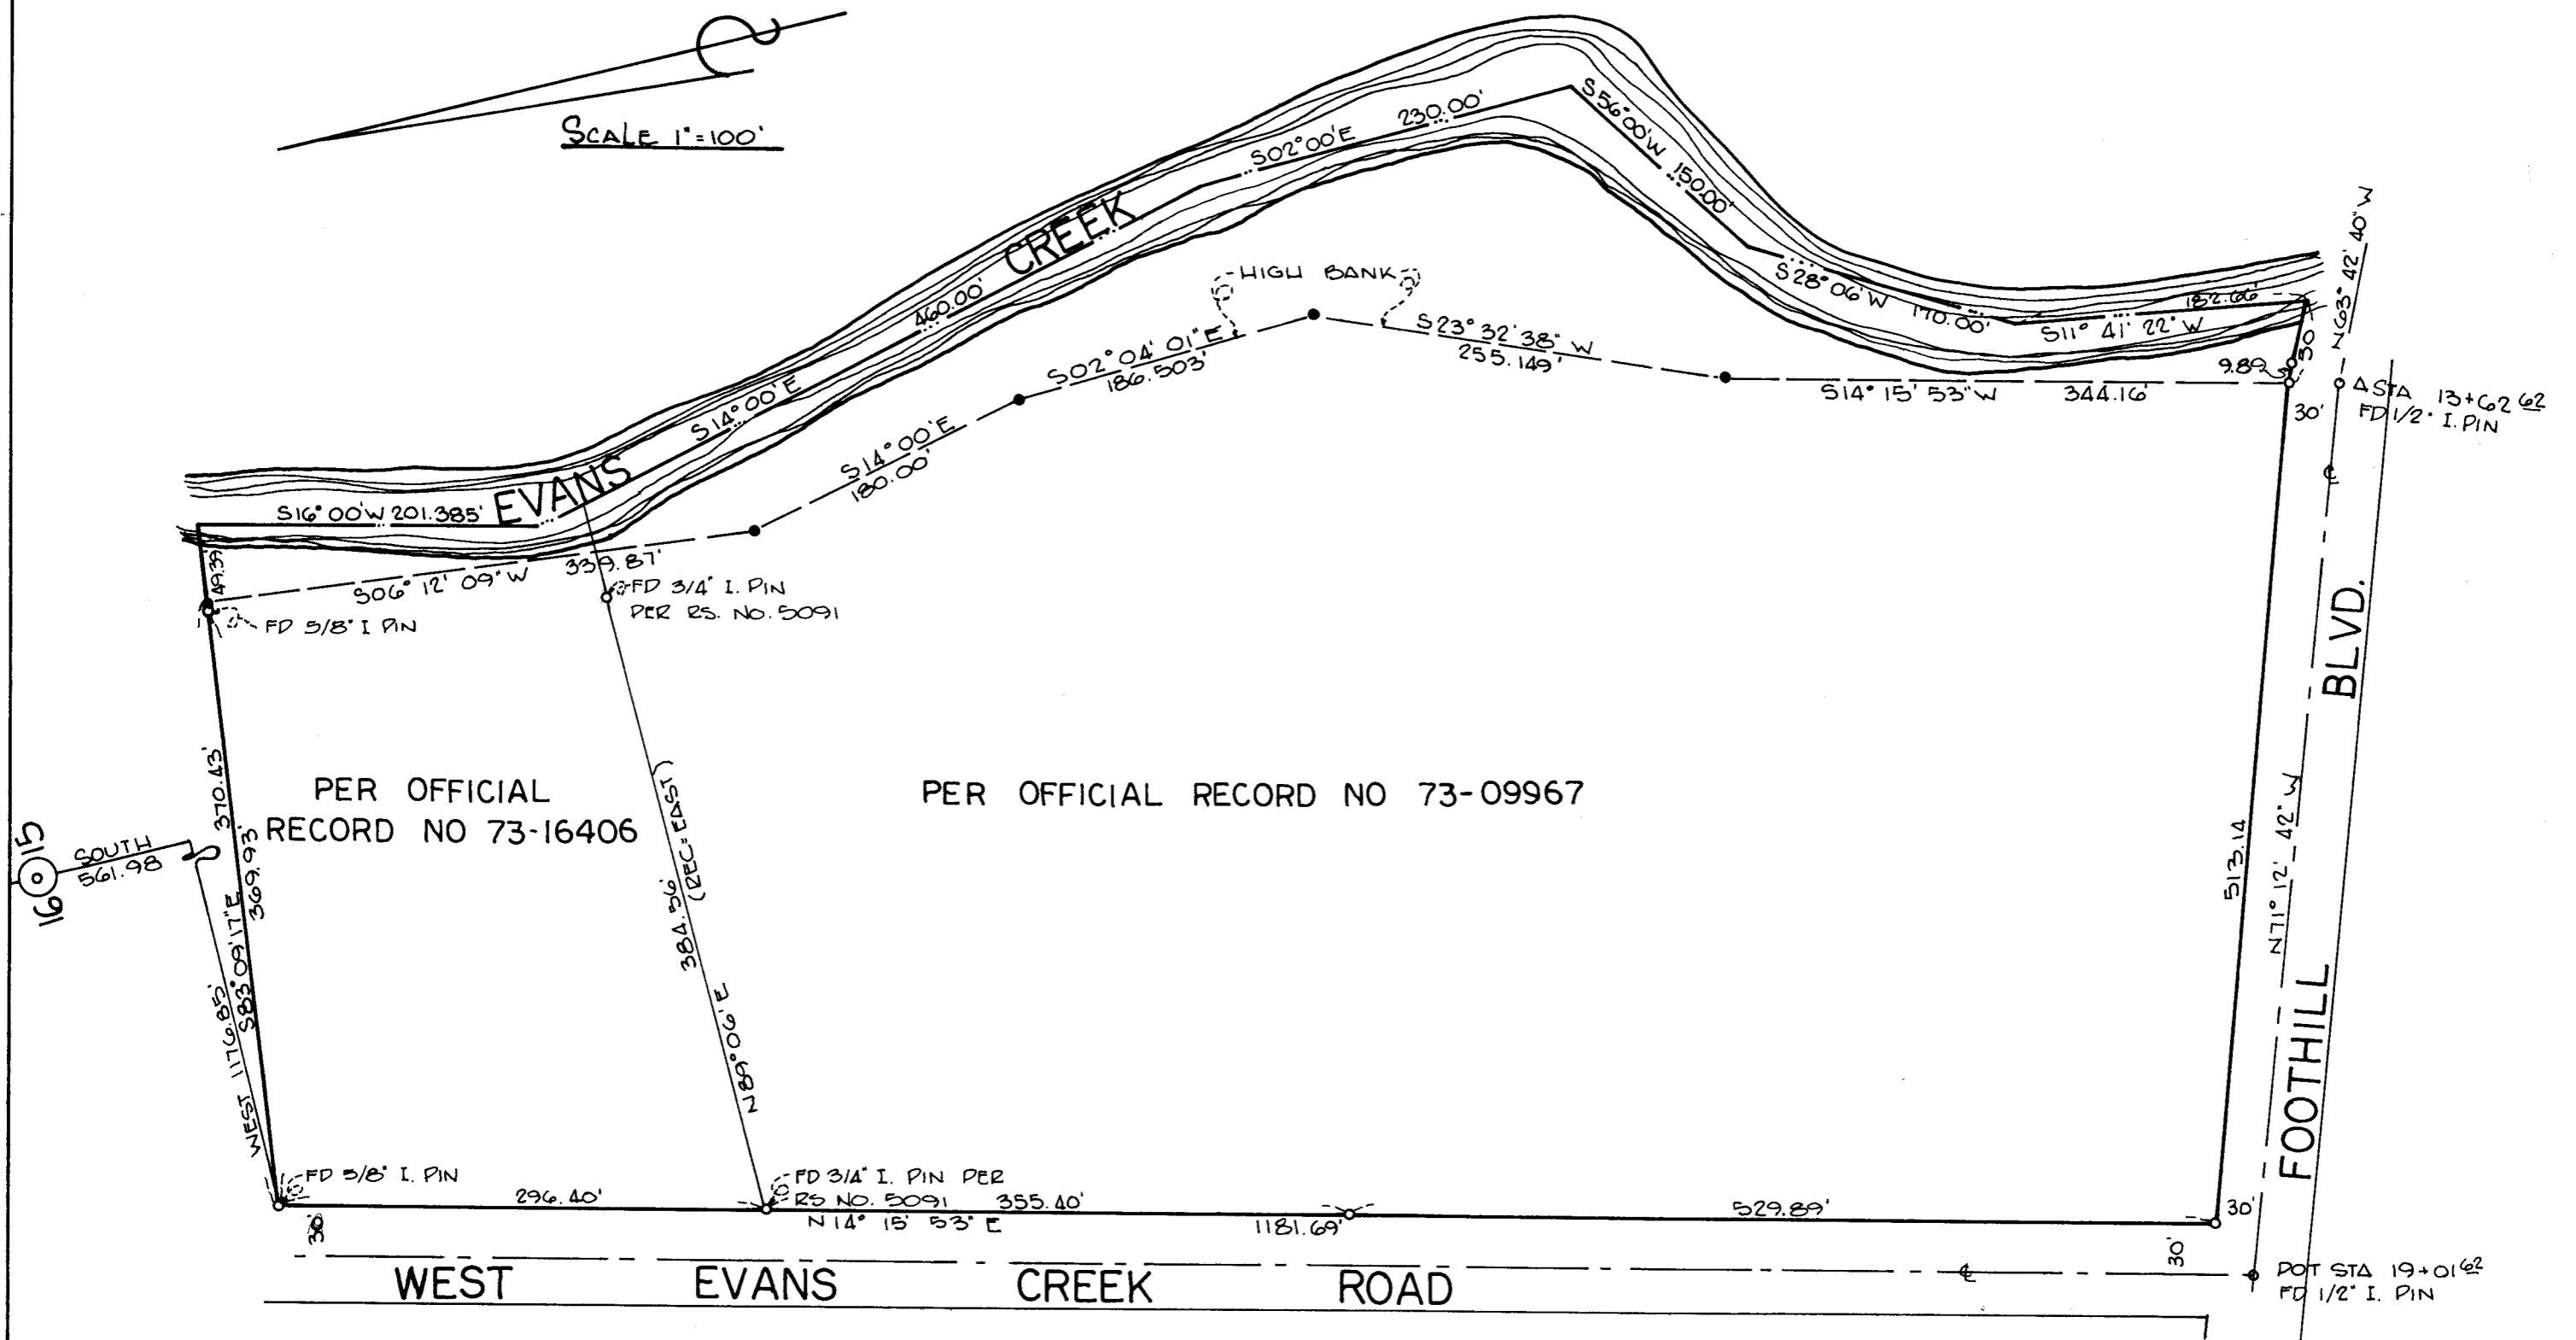 SCALE 1"=100'
230.00'
S02°00'E
S56°00'W 150.00'
CREEK
460.00'
S14°00'E
HIGH BANK
S28°06'W 170.00'
182.66'
S11° 41' 22" W
N63° 42' 40" W
30'
9.89
Δ STA 13+62 62
FD 1/2" I. PIN
30'
S23° 32' 38" W
255.149'
S02° 04' 01" E
186.503'
S14° 15' 53" W 344.16'
S14° 00' E
180.00'
EVANS
S16° 00' W 201.385'
49.39
S06° 12' 09" W 339.87'
FD 5/8" I PIN
FD 3/4" I. PIN
PER RS. NO. 5091
PER OFFICIAL
RECORD NO 73-16406
PER OFFICIAL RECORD NO 73-09967
15
16
SOUTH
561.98
WEST 1176.85'
370.43'
369.93'
S83° 09' 17" E
(REC=EAST)
384.56'
N89° 06' E
513.14
N71° 12' 42" W
FOOTHILL BLVD.
FD 5/8" I. PIN
296.40'
FD 3/4" I. PIN PER
RS NO. 5091
355.40'
N14° 15' 53" E
1181.69'
529.89'
30'
30'
30'
WEST EVANS CREEK ROAD
POT STA 19+01 62
FD 1/2" I. PIN